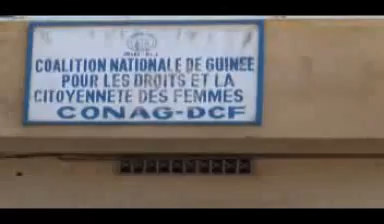 COALITION NATIONALE DE GUINEE
POUR LES DROITS ET LA
CITOYENNETE DES FEMMES
CONAG-DCF